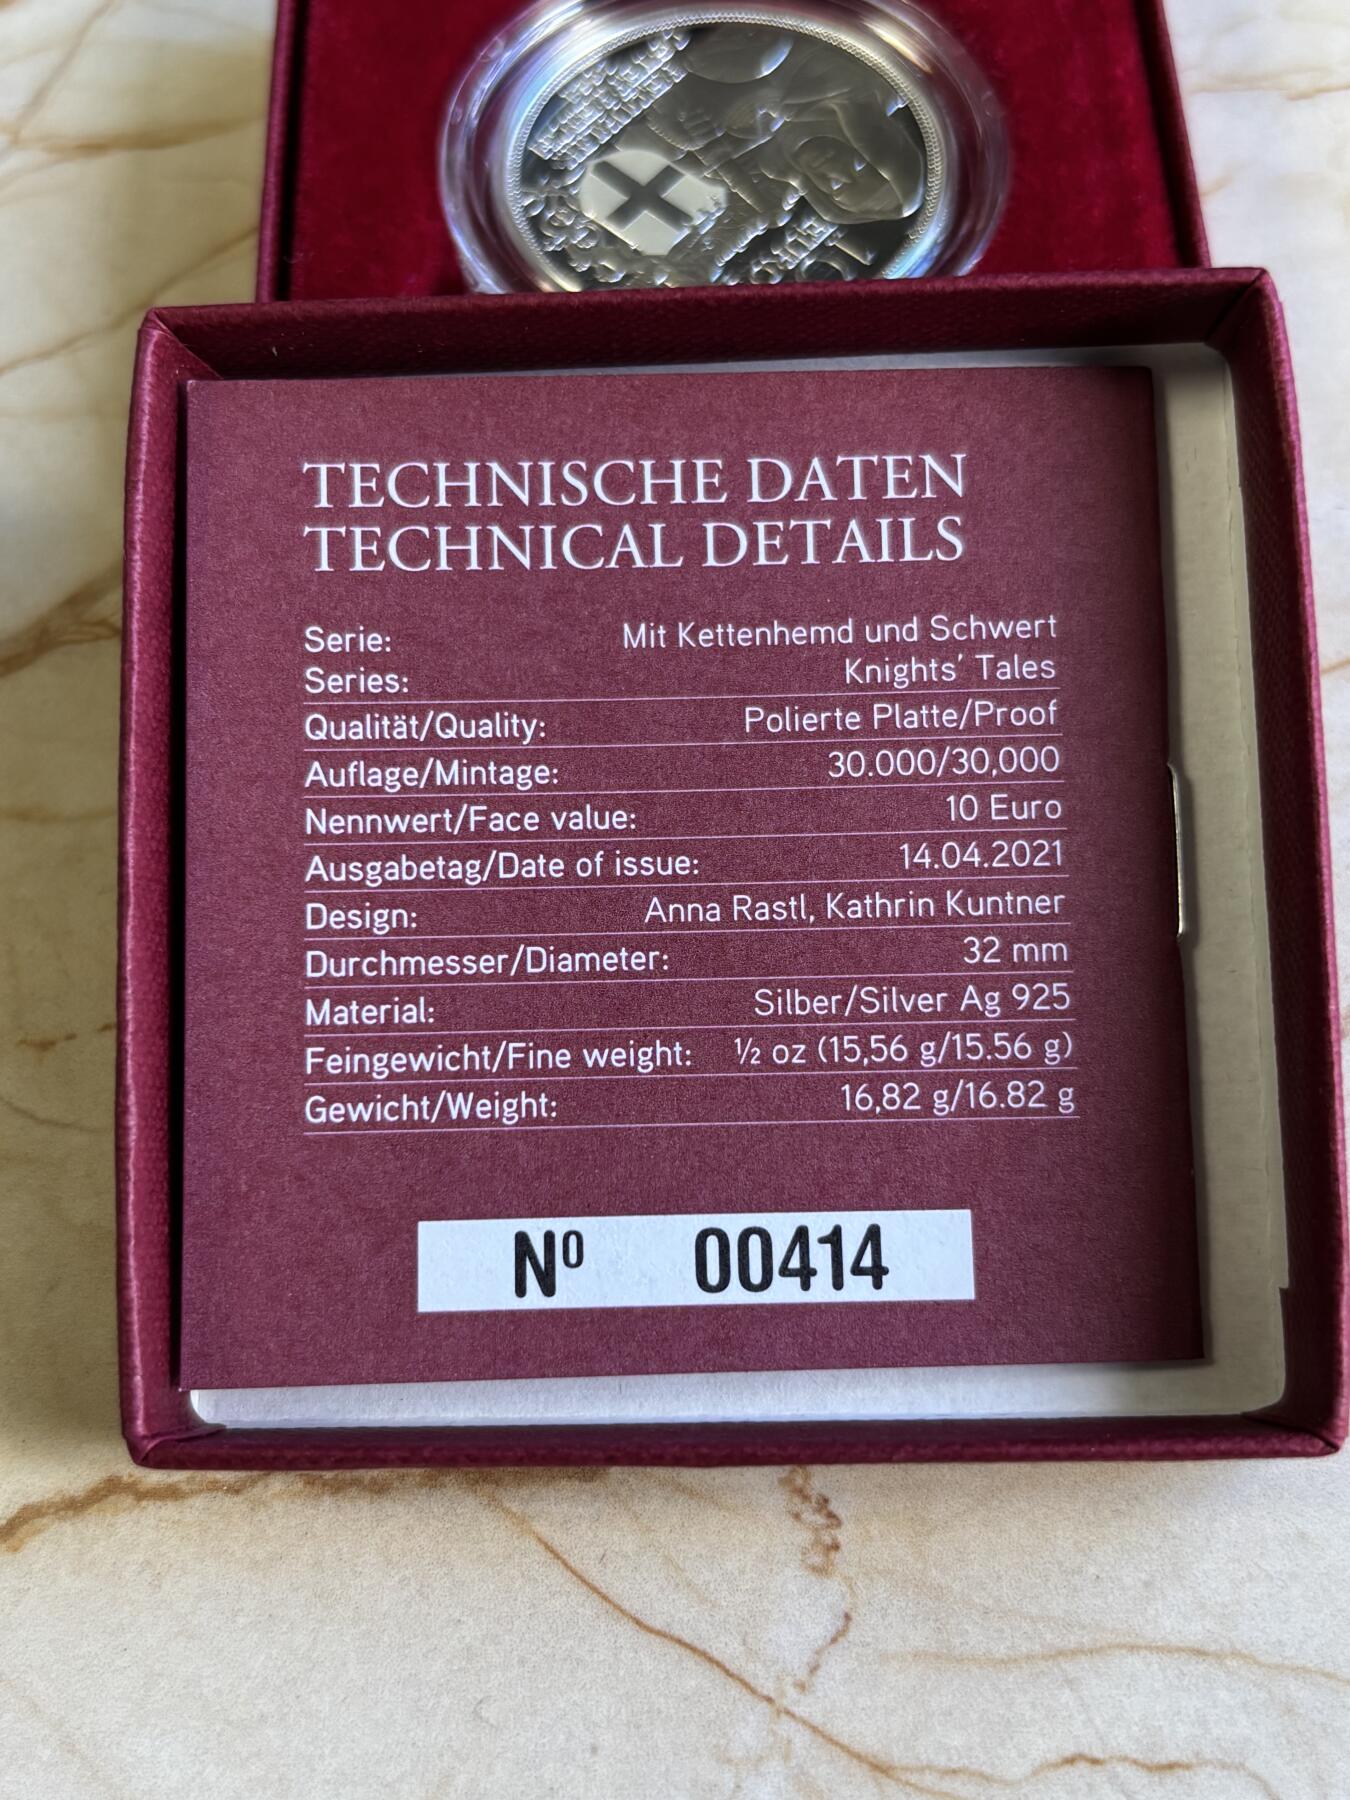 TECHNISCHE DATEN
TECHNICAL DETAILS
Serie: Mit Kettenhemd und Schwert
Series: Knights' Tales
Qualität/Quality: Polierte Platte/Proof
Auflage/Mintage: 30.000/30,000
Nennwert/Face value: 10 Euro
Ausgabetag/Date of issue: 14.04.2021
Design: Anna Rastl, Kathrin Kuntner
Durchmesser/Diameter: 32 mm
Material: Silber/Silver Ag 925
Feingewicht/Fine weight: ½ oz (15,56 g/15.56 g)
Gewicht/Weight: 16,82 g/16.82 g
Nº 00414